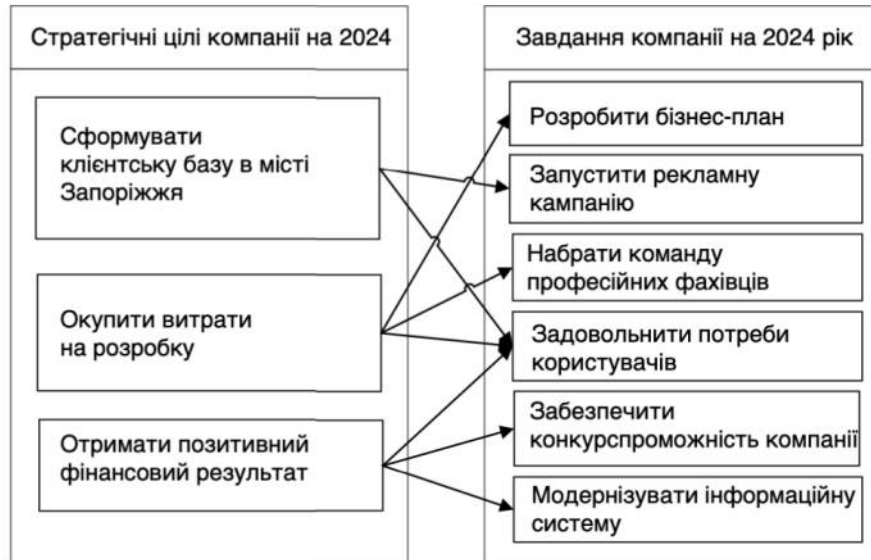 Стратегічні цілі компанії на 2024
Сформувати
клієнтську базу в місті
Запоріжжя
Окупити витрати
на розробку
Отримати позитивний
фінансовий результат
Завдання компанії на 2024 рік
Розробити бізнес-план
Запустити рекламну
кампанію
Набрати команду
професійних фахівців
Задовольнити потреби
користувачів
Забезпечити
конкурспроможність компанії
Модернізувати інформаційну
систему